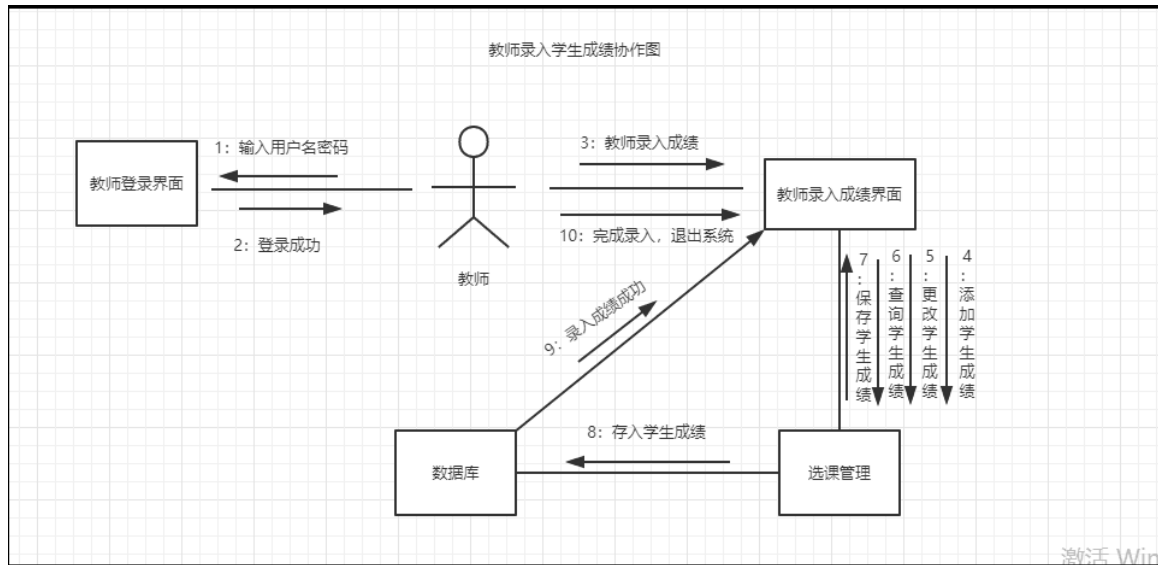 教师录入学生成绩协作图
1：输入用户名密码
教师登录界面
2：登录成功
教师
3：教师录入成绩
10：完成录入，退出系统
教师录入成绩界面
7：保存学生成绩
6：查询学生成绩
5：更改学生成绩
4：添加学生成绩
9：录入成绩成功
8：存入学生成绩
数据库
选课管理
激活 Win